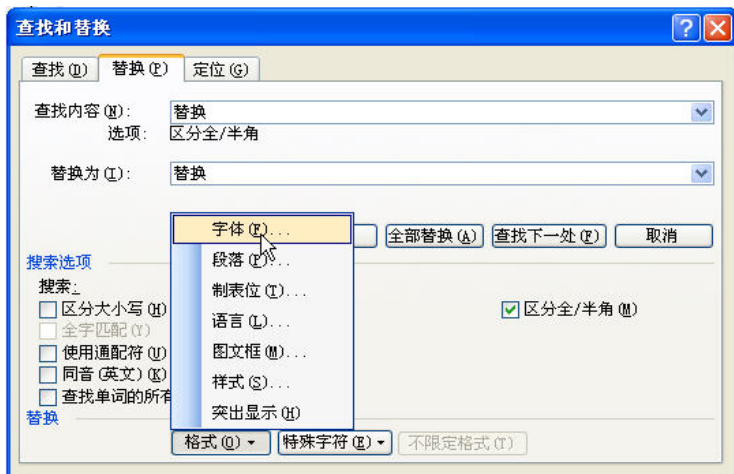 查找和替换
查找(D) 替换(P) 定位(G)
查找内容(N): 替换
选项: 区分全/半角
替换为(I): 替换
字体(F)...
全部替换(A) 查找下一处(F) 取消
段落(P)...
搜索选项
搜索:
制表位(T)...
区分大小写(H)
区分全/半角(M)
语言(L)...
全字匹配(Y)
使用通配符(U)
图文框(M)...
同音(英文)(K)
样式(S)...
查找单词的所有
突出显示(H)
替换
格式(O) 特殊字符(E) 不限定格式(T)